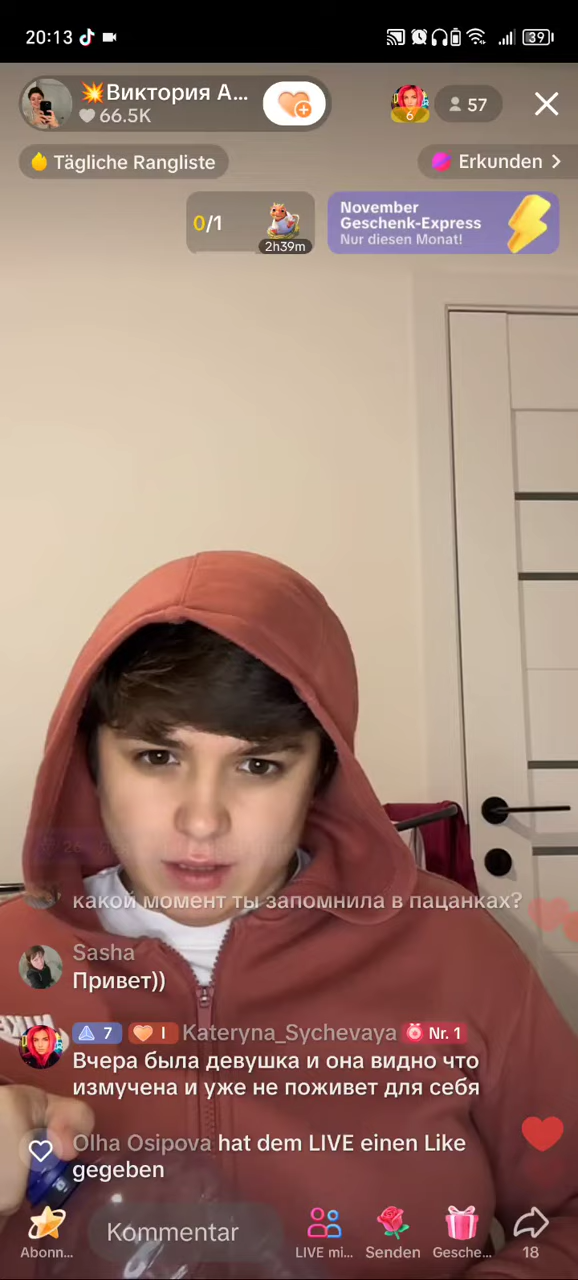 20:13
39
💥Виктория А...
66.5K
6
57
Tägliche Rangliste
Erkunden
0/1
2h39m
November
Geschenk-Express
Nur diesen Monat!
26
какой момент ты запомнила в пацанках?
Sasha
Привет))
7
I
Kateryna_Sychevaya
Nr. 1
Вчера была девушка и она видно что
измучена и уже не поживет для себя
Olha Osipova hat dem LIVE einen Like
gegeben
Abonn...
Kommentar
LIVE mi...
Senden
Gesche...
18